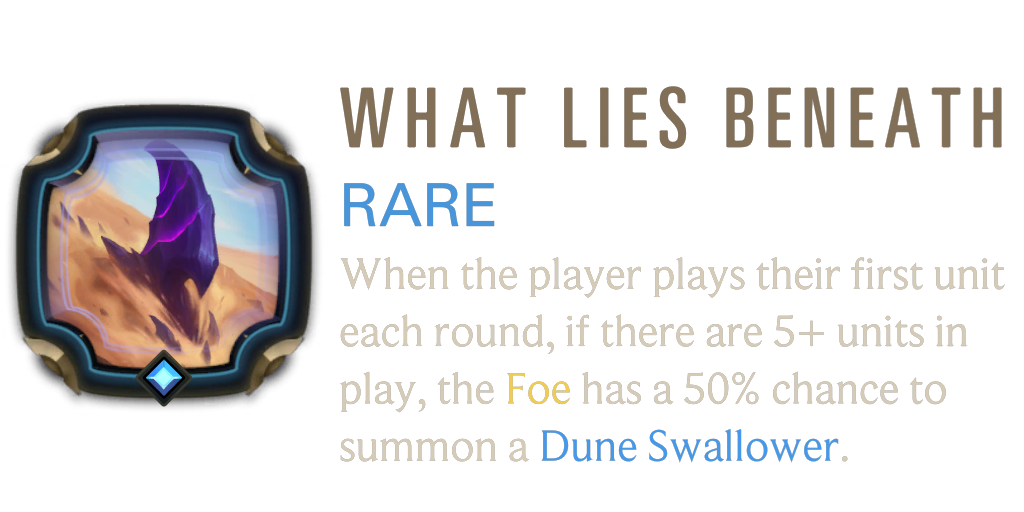 WHAT LIES BENEATH
RARE
When the player plays their first unit
each round, if there are 5+ units in
play, the Foe has a 50% chance to
summon a Dune Swallower.